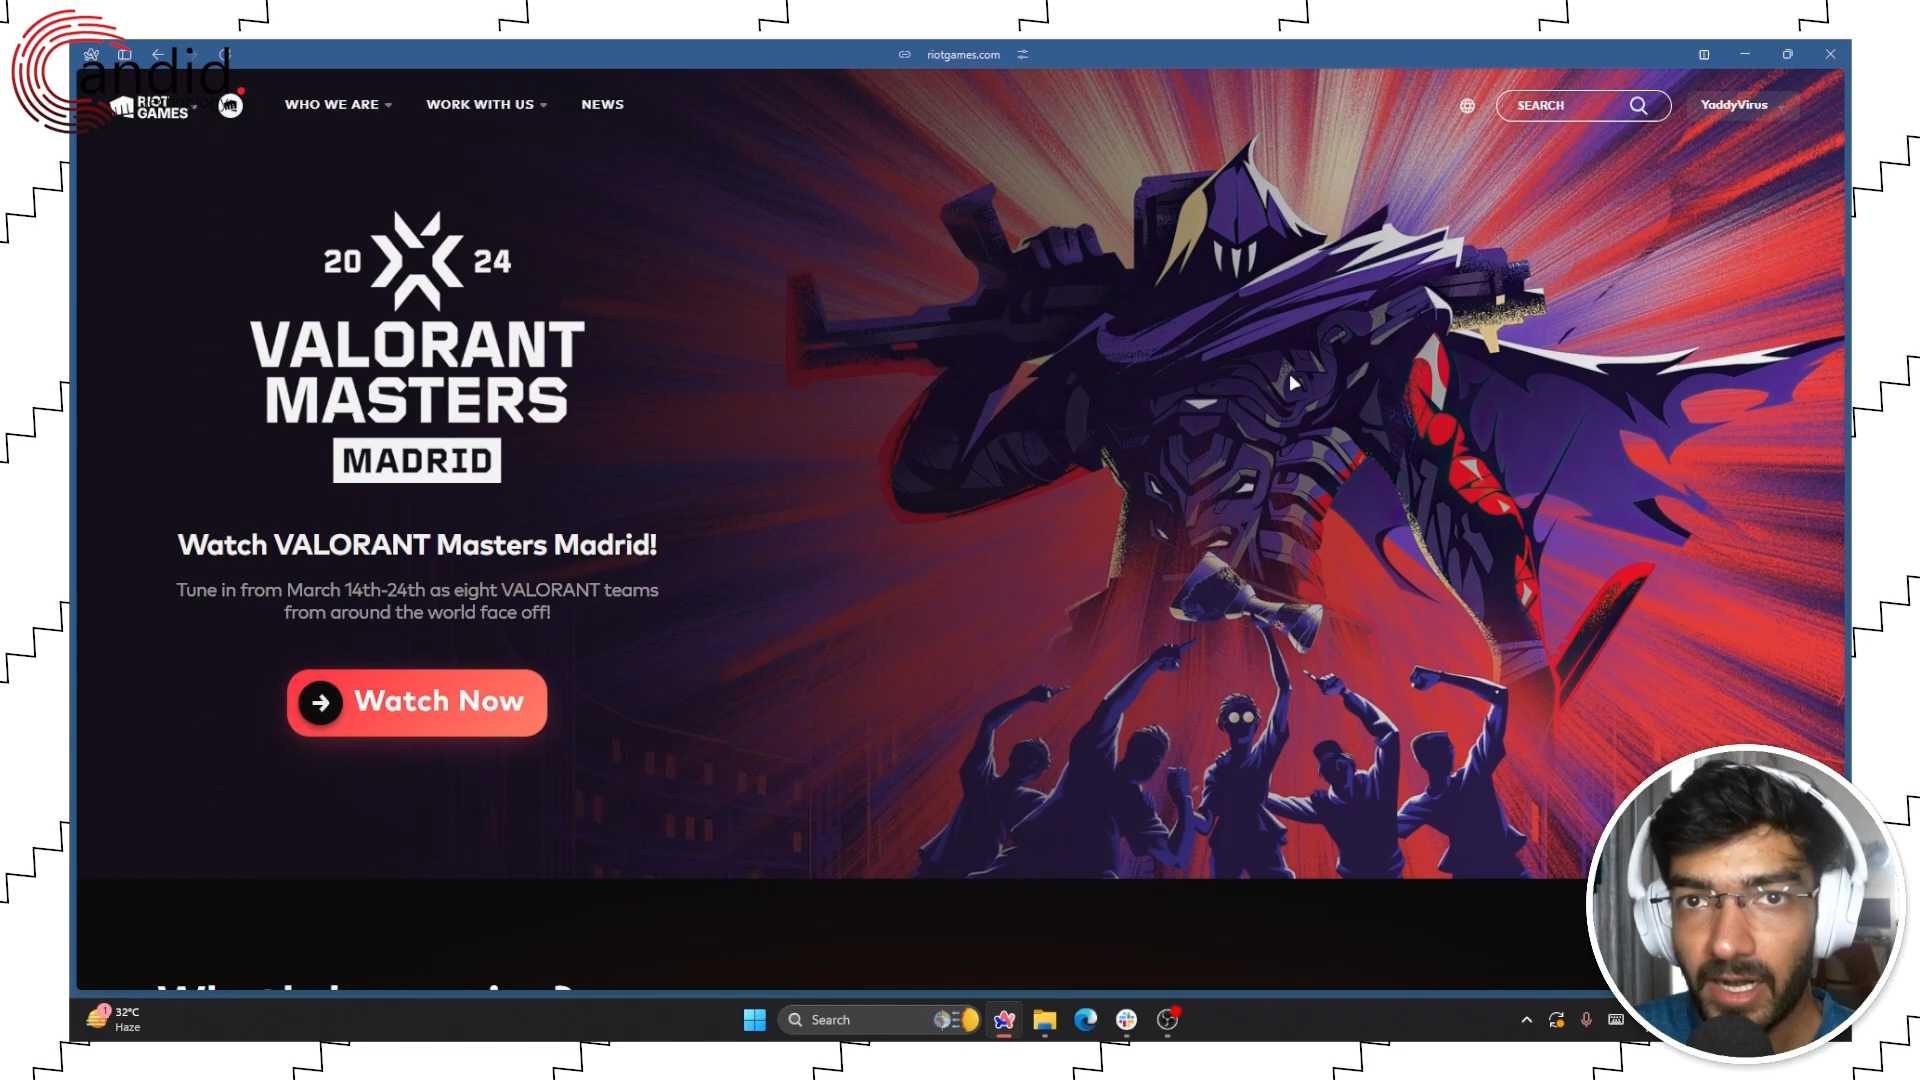 andid.
riotgames.com
RIOT
GAMES
WHO WE ARE
WORK WITH US
NEWS
SEARCH
YaddyVirus
20 24
VALORANT
MASTERS
MADRID
Watch VALORANT Masters Madrid!
Tune in from March 14th-24th as eight VALORANT teams
from around the world face off!
Watch Now
1
32°C
Haze
Search